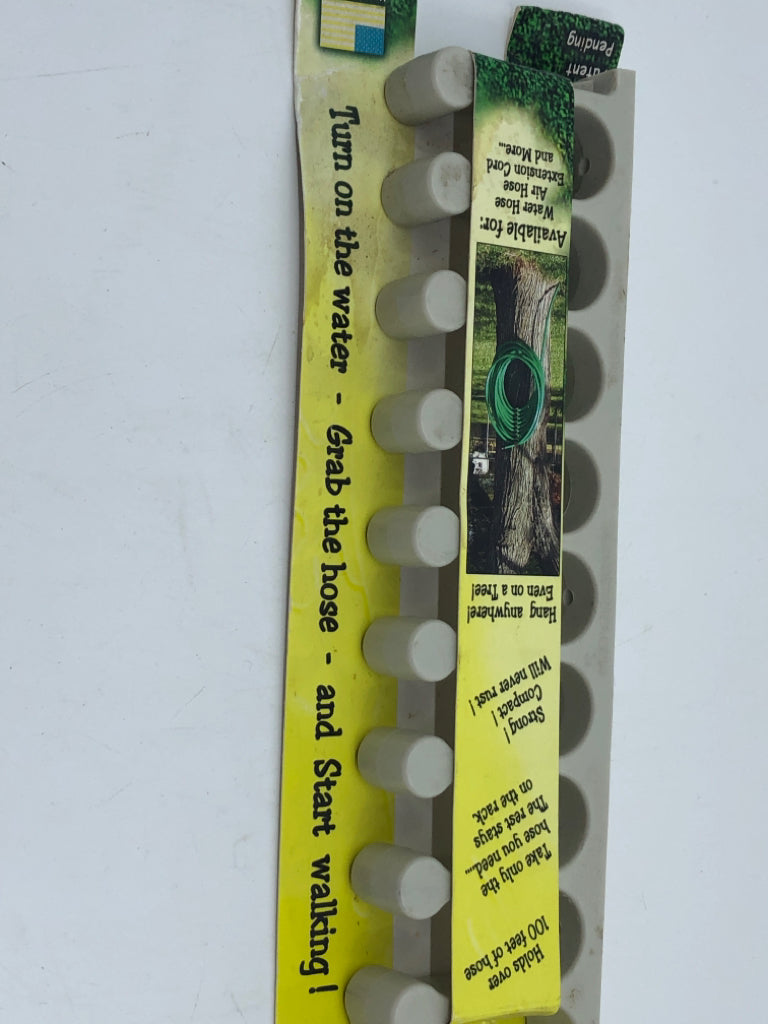 Turn on the water - Grab the hose - and Start walking!
Patent
Pending
Available for:
Water Hose
Air Hose
Extension Cord
and More...
Hang anywhere!
Even on a Tree!
Strong!
Compact!
Will never rust!
Take only the
hose you need...
The rest stays
on the rack.
Holds over
100 feet of hose